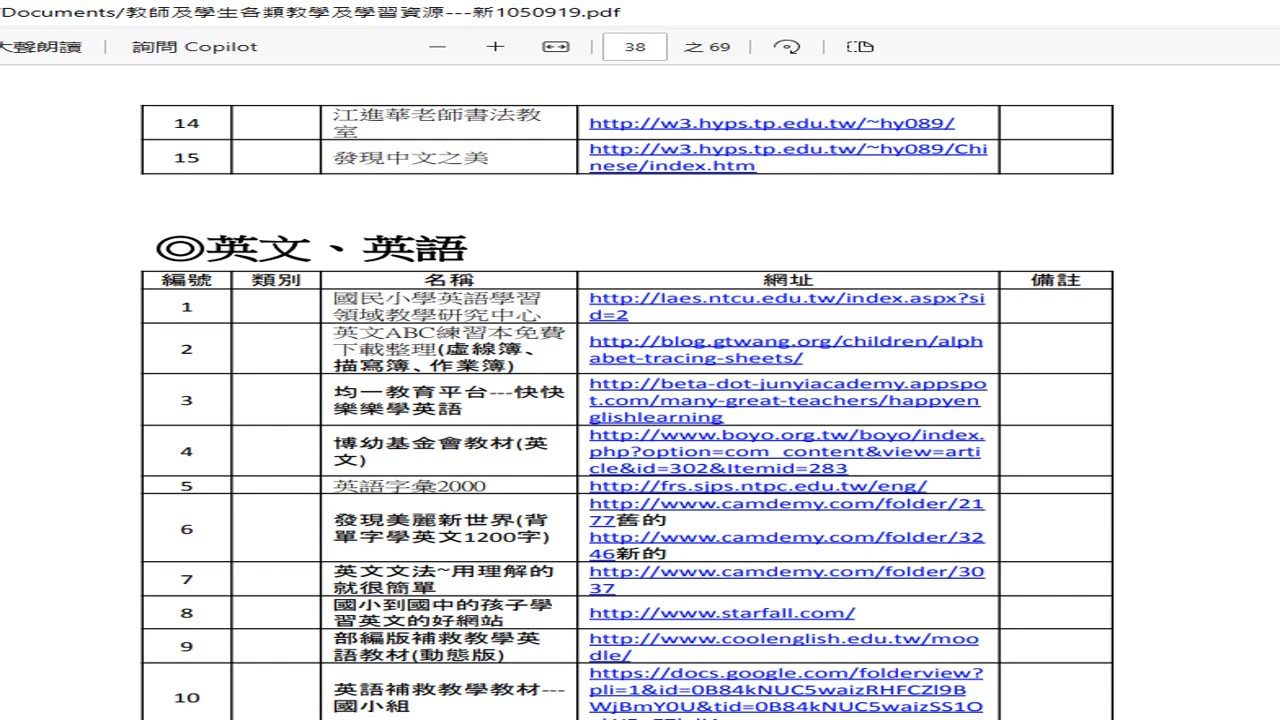 Documents/教師及學生各類教學及學習資源---新1050919.pdf
大聲朗讀 詢問 Copilot 38 之 69
14 江進華老師書法教
室 http://w3.hyps.tp.edu.tw/~hy089/
15 發現中文之美 http://w3.hyps.tp.edu.tw/~hy089/Chi
nese/index.htm
◎英文、英語
編號 類別 名稱 網址 備註
1 國民小學英語學習
領域教學研究中心 http://laes.ntcu.edu.tw/index.aspx?si
d=2
2 英文ABC練習本免費
下載整理(虛線簿、
描寫簿、作業簿) http://blog.gtwang.org/children/alph
abet-tracing-sheets/
3 均一教育平台---快快
樂樂學英語 http://beta-dot-junyiacademy.appspo
t.com/many-great-teachers/happyen
glishlearning
4 博幼基金會教材(英
文) http://www.boyo.org.tw/boyo/index.
php?option=com_content&view=arti
cle&id=302&Itemid=283
5 英語字彙2000 http://frs.sjps.ntpc.edu.tw/eng/
6 發現美麗新世界(背
單字學英文1200字) http://www.camdemy.com/folder/21
77舊的
http://www.camdemy.com/folder/32
46新的
7 英文文法~用理解的
就很簡單 http://www.camdemy.com/folder/30
37
8 國小到國中的孩子學
習英文的好網站 http://www.starfall.com/
9 部編版補救教學英
語教材(動態版) http://www.coolenglish.edu.tw/moo
dle/
10 英語補救教學教材---
國小組 https://docs.google.com/folderview?
pli=1&id=0B84kNUC5waizRHFCZl9B
WjBmY0U&tid=0B84kNUC5waizSS1O